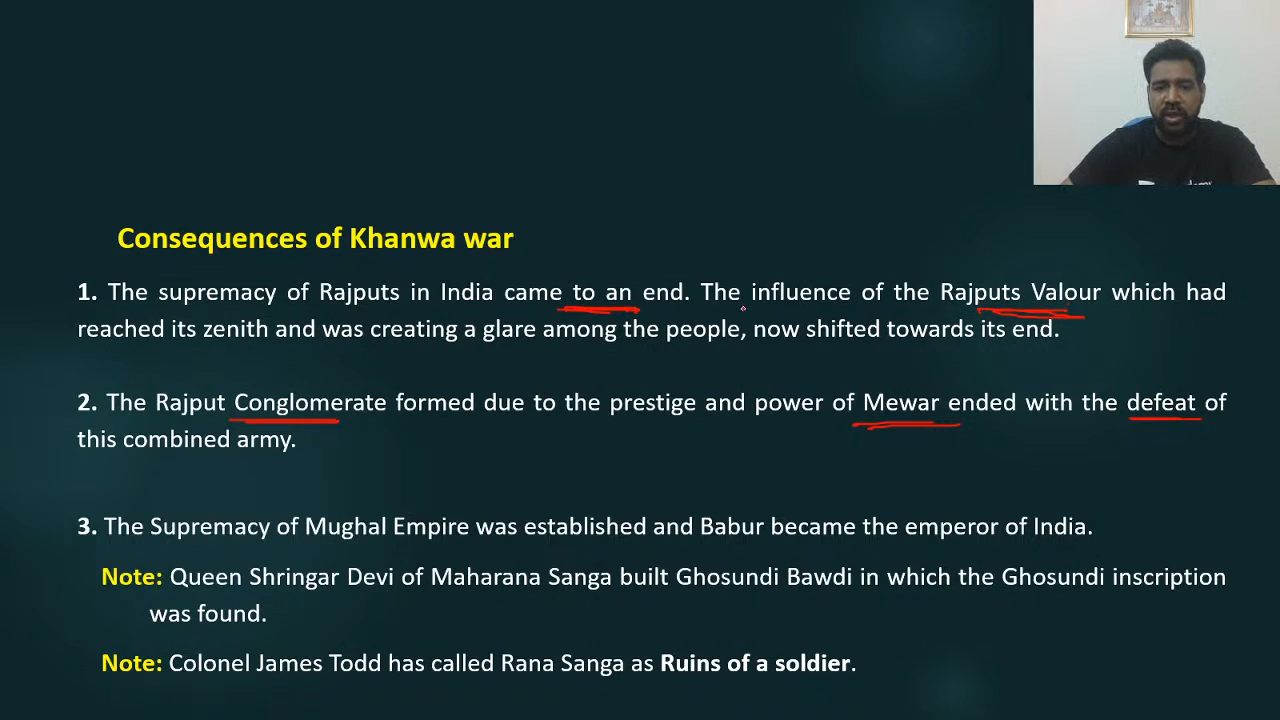 Consequences of Khanwa war
1. The supremacy of Rajputs in India came to an end. The influence of the Rajputs Valour which had
reached its zenith and was creating a glare among the people, now shifted towards its end.
2. The Rajput Conglomerate formed due to the prestige and power of Mewar ended with the defeat of
this combined army.
3. The Supremacy of Mughal Empire was established and Babur became the emperor of India.
Note: Queen Shringar Devi of Maharana Sanga built Ghosundi Bawdi in which the Ghosundi inscription
was found.
Note: Colonel James Todd has called Rana Sanga as Ruins of a soldier.